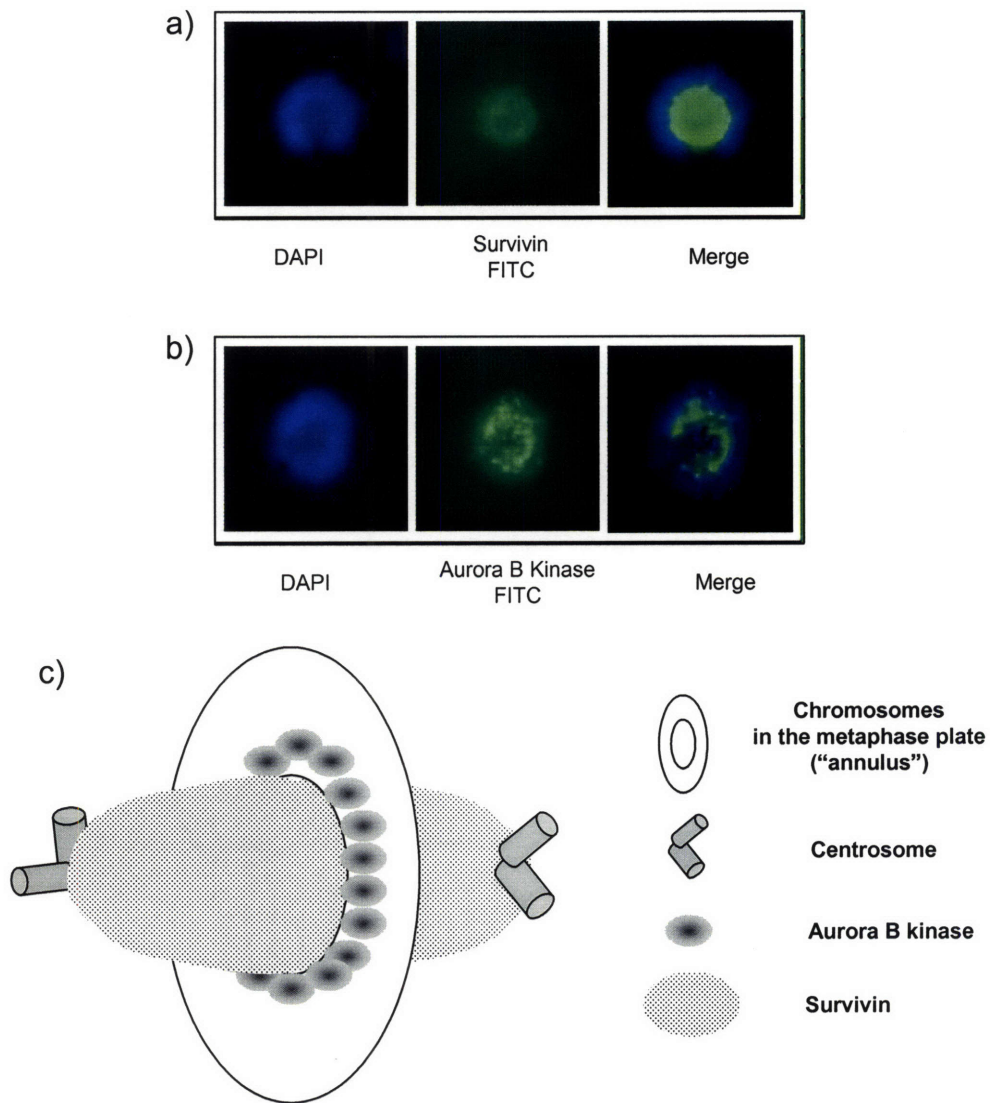 a)
DAPI
Survivin
FITC
Merge
b)
DAPI
Aurora B Kinase
FITC
Merge
c)
Chromosomes
in the metaphase plate
("annulus")
Centrosome
Aurora B kinase
Survivin